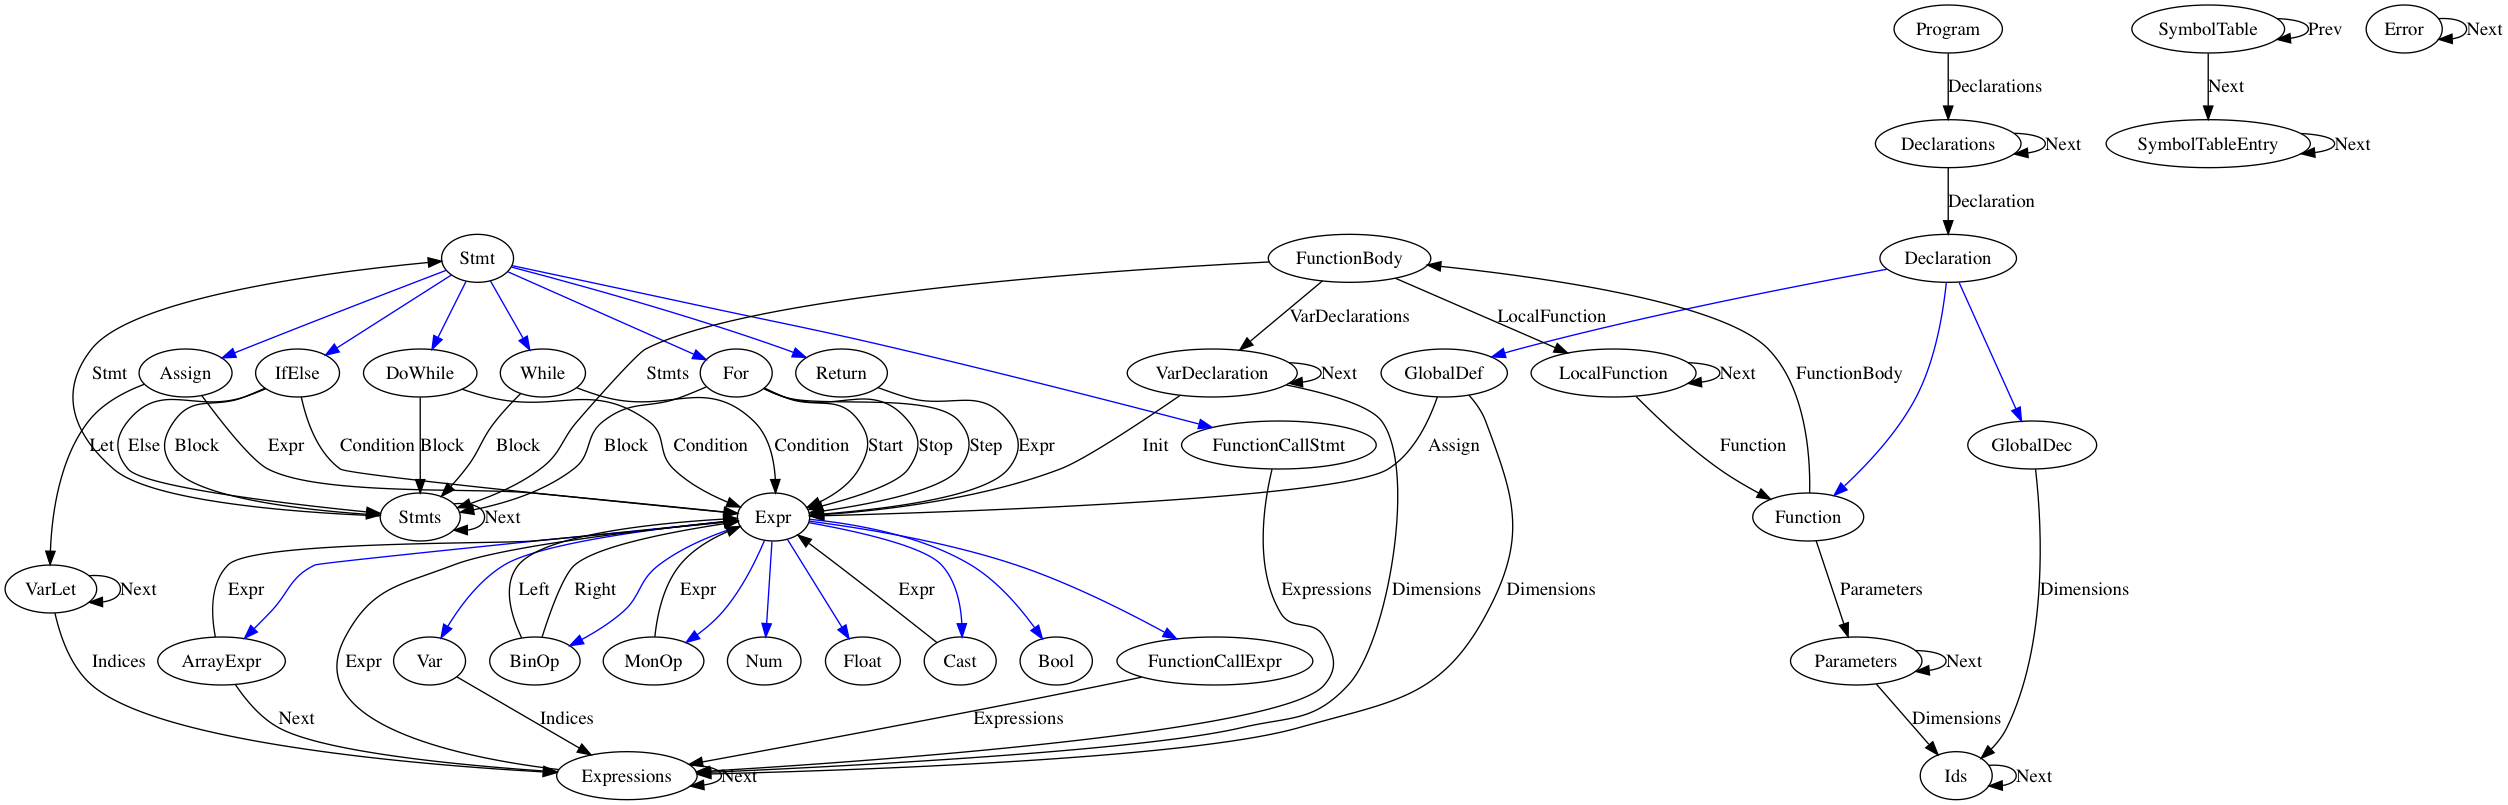 Program
SymbolTable
Prev
Error
Next
Declarations
Next
Declarations
Next
SymbolTableEntry
Next
Declaration
Stmt
FunctionBody
Declaration
VarDeclarations
LocalFunction
Stmt
Assign
IfElse
DoWhile
While
Stmts
For
Return
VarDeclaration
Next
GlobalDef
LocalFunction
Next
FunctionBody
Let
Else
Block
Expr
Condition
Block
Condition
Block
Condition
Block
Start
Stop
Step
Expr
Init
FunctionCallStmt
Assign
Function
GlobalDec
Stmts
Next
Expr
Function
VarLet
Next
Expr
Left
Right
Expr
Expr
Expressions
Dimensions
Dimensions
Parameters
Dimensions
Indices
ArrayExpr
Expr
Var
BinOp
MonOp
Num
Float
Cast
Bool
FunctionCallExpr
Parameters
Next
Next
Indices
Expressions
Dimensions
Expressions
Next
Ids
Next